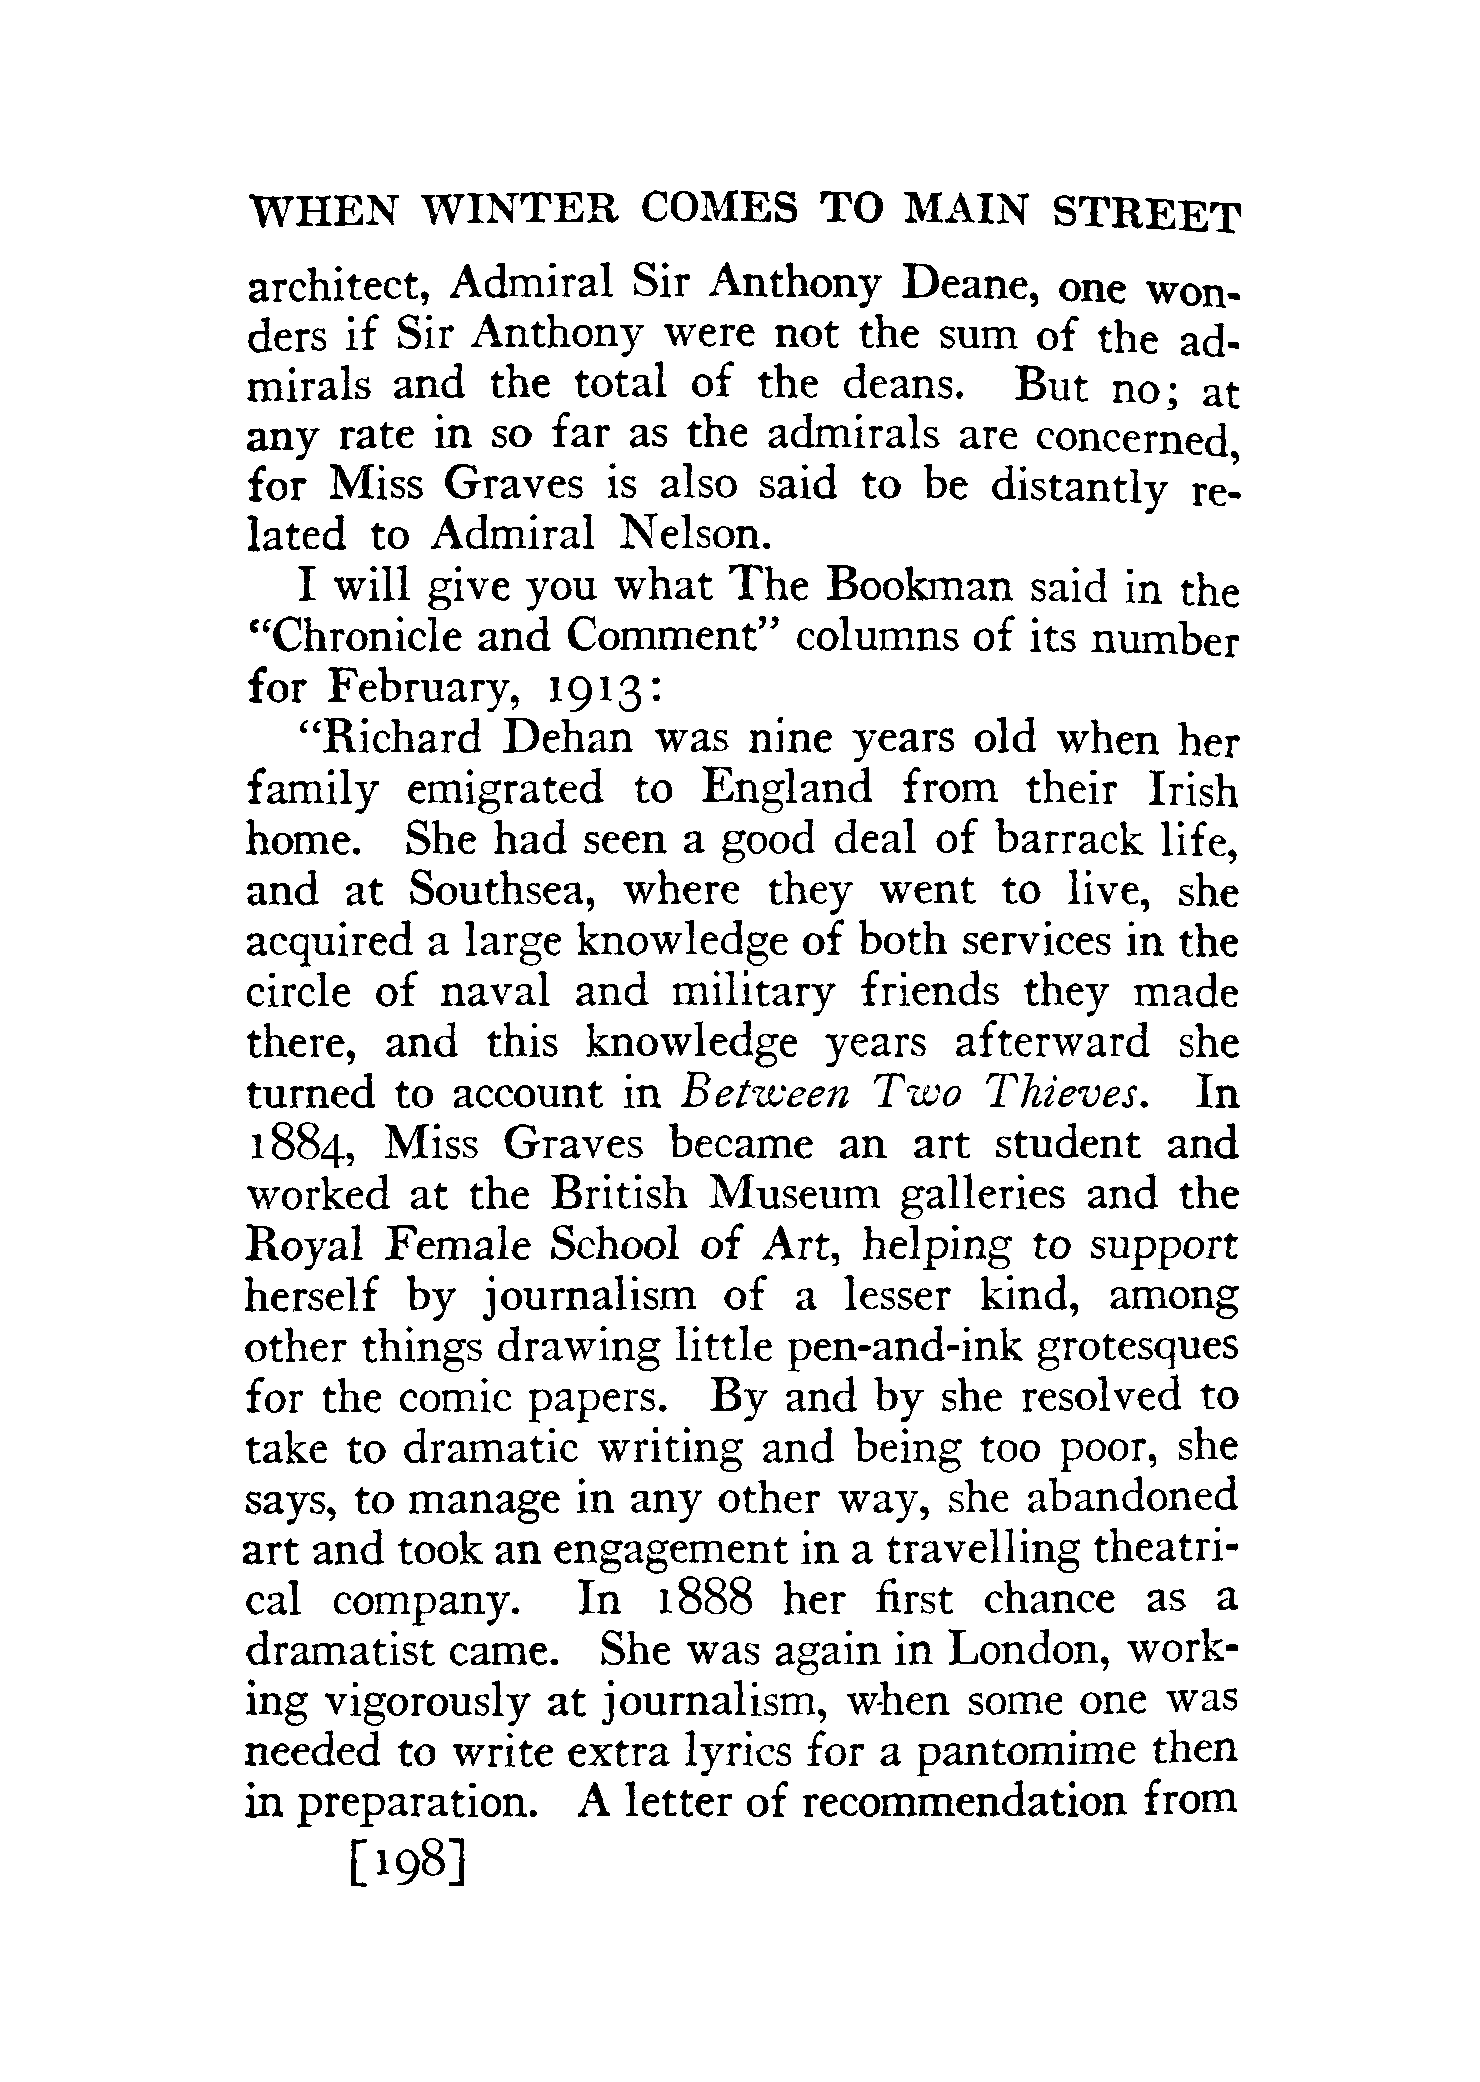 WHEN WINTER COMES TO MAIN STREET
architect, Admiral Sir Anthony Deane, one won-
ders if Sir Anthony were not the sum of the ad-
mirals and the total of the deans. But no; at
any rate in so far as the admirals are concerned,
for Miss Graves is also said to be distantly re-
lated to Admiral Nelson.
I will give you what The Bookman said in the
“Chronicle and Comment” columns of its number
for February, 1913:
“Richard Dehan was nine years old when her
family emigrated to England from their Irish
home. She had seen a good deal of barrack life,
and at Southsea, where they went to live, she
acquired a large knowledge of both services in the
circle of naval and military friends they made
there, and this knowledge years afterward she
turned to account in Between Two Thieves. In
1884, Miss Graves became an art student and
worked at the British Museum galleries and the
Royal Female School of Art, helping to support
herself by journalism of a lesser kind, among
other things drawing little pen-and-ink grotesques
for the comic papers. By and by she resolved to
take to dramatic writing and being too poor, she
says, to manage in any other way, she abandoned
art and took an engagement in a travelling theatri-
cal company. In 1888 her first chance as a
dramatist came. She was again in London, work-
ing vigorously at journalism, when some one was
needed to write extra lyrics for a pantomime then
in preparation. A letter of recommendation from
[198]